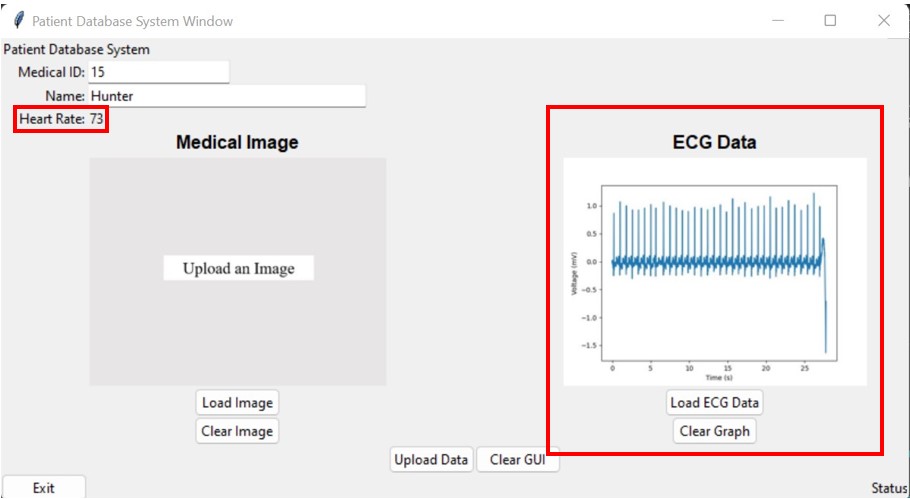 Patient Database System Window
Patient Database System
Medical ID: 15
Name: Hunter
Heart Rate: 73
Medical Image
ECG Data
Upload an Image
1.0
0.5
0.0
−0.5
−1.0
−1.5
Voltage (mV)
0 5 10 15 20 25
Time (s)
Load Image
Load ECG Data
Clear Image
Clear Graph
Upload Data Clear GUI
Exit
Status